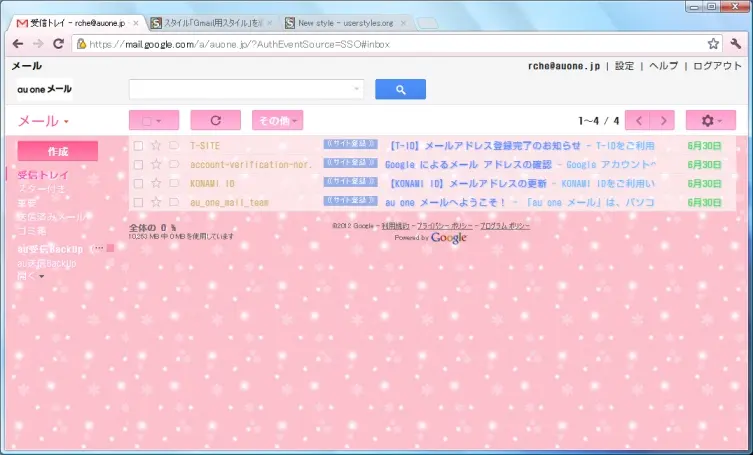 受信トレイ - rche@auone.jp -
スタイル「Gmail用スタイル」を編
New style - userstyles.org
https://mail.google.com/a/auone.jp/?AuthEventSource=SSO#inbox
メール
rche@auone.jp | 設定 | ヘルプ | ログアウト
au one メール
メール
その他
1～4 / 4
作成
受信トレイ
スター付き
重要
送信済みメール
ゴミ箱
au受信BackUp (…
au送信BackUp
開く
T-SITE ((サイト登録)) 【T-ID】メールアドレス登録完了のお知らせ - T-IDをご利用 6月30日
account-verification-nor. ((サイト登録)) Google によるメール アドレスの確認 - Google アカウントへ 6月30日
KONAMI ID ((サイト登録)) 【KONAMI ID】メールアドレスの更新 - KONAMI IDをご利用い 6月30日
au_one_mail_team au one メールへようこそ！ - 「au one メール」は、パソコ 6月30日
全体の 0 %
10,253 MB 中 0 MB を使用しています
©2012 Google - 利用規約 - プライバシー ポリシー - プログラム ポリシー
Powered by Google